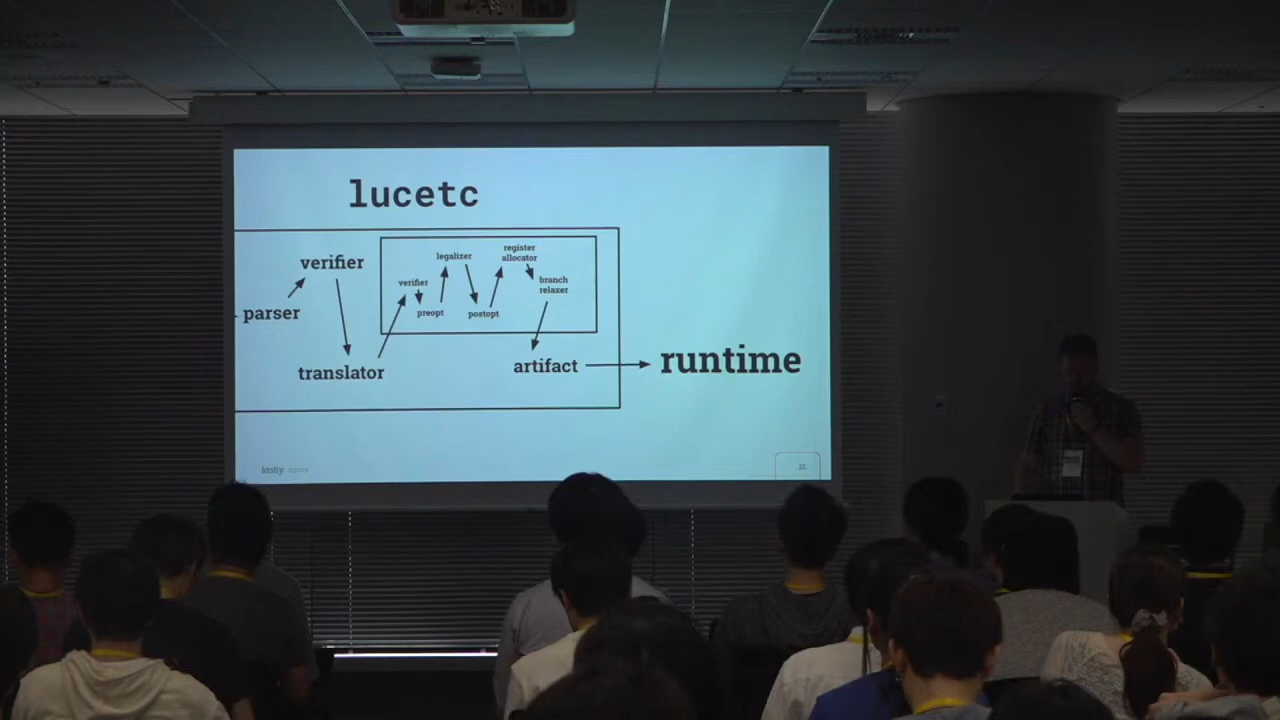 lucetc
parser
verifier
translator
verifier
preopt
legalizer
postopt
register
allocator
branch
relaxer
artifact
runtime
fastly